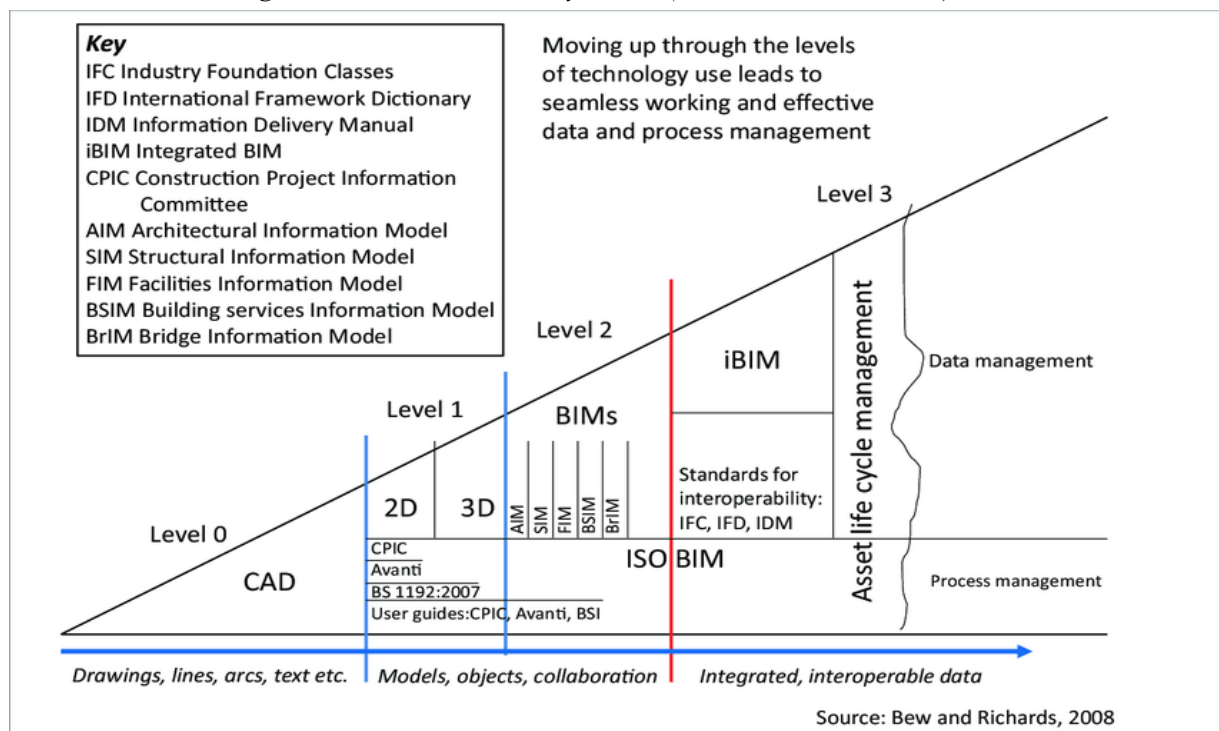 Key
IFC Industry Foundation Classes
IFD International Framework Dictionary
IDM Information Delivery Manual
iBIM Integrated BIM
CPIC Construction Project Information
Committee
AIM Architectural Information Model
SIM Structural Information Model
FIM Facilities Information Model
BSIM Building services Information Model
BrIM Bridge Information Model
Moving up through the levels
of technology use leads to
seamless working and effective
data and process management
Level 0
Level 1
Level 2
Level 3
CAD
2D
3D
BIMs
AIM
SIM
FIM
BSIM
BrIM
iBIM
Standards for
interoperability:
IFC, IFD, IDM
Asset life cycle management
Data management
Process management
CPIC
Avanti
BS 1192:2007
User guides:CPIC, Avanti, BSI
ISO BIM
Drawings, lines, arcs, text etc.
Models, objects, collaboration
Integrated, interoperable data
Source: Bew and Richards, 2008